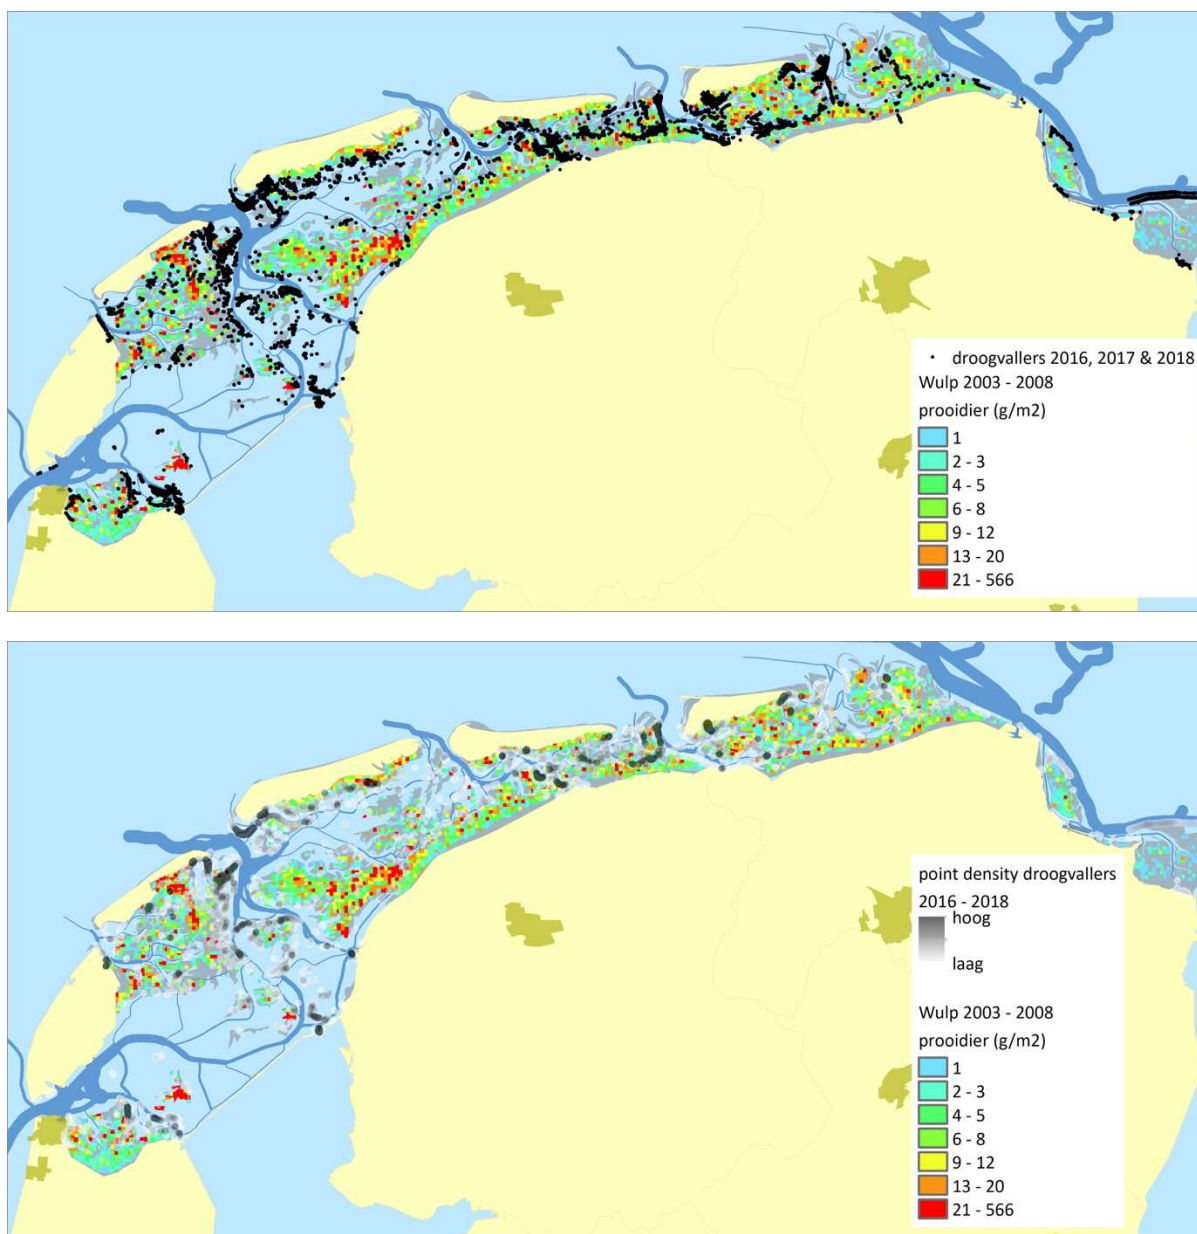 droogvallers 2016, 2017 & 2018
Wulp 2003 - 2008
prooidier (g/m2)
1
2 - 3
4 - 5
6 - 8
9 - 12
13 - 20
21 - 566
point density droogvallers
2016 - 2018
hoog
laag
Wulp 2003 - 2008
prooidier (g/m2)
1
2 - 3
4 - 5
6 - 8
9 - 12
13 - 20
21 - 566